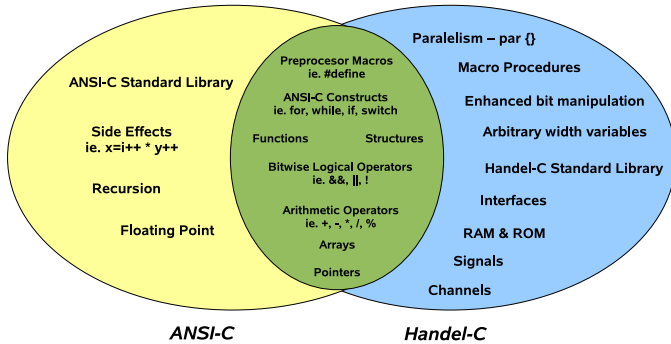 ANSI-C Standard Library
Side Effects
ie. x=i++ * y++
Recursion
Floating Point
Preprocesor Macros
ie. #define
ANSI-C Constructs
ie. for, while, if, switch
Functions
Structures
Bitwise Logical Operators
ie. &&, ||, !
Arithmetic Operators
ie. +, -, *, /, %
Arrays
Pointers
Paralelism – par {}
Macro Procedures
Enhanced bit manipulation
Arbitrary width variables
Handel-C Standard Library
Interfaces
RAM & ROM
Signals
Channels
ANSI-C
Handel-C